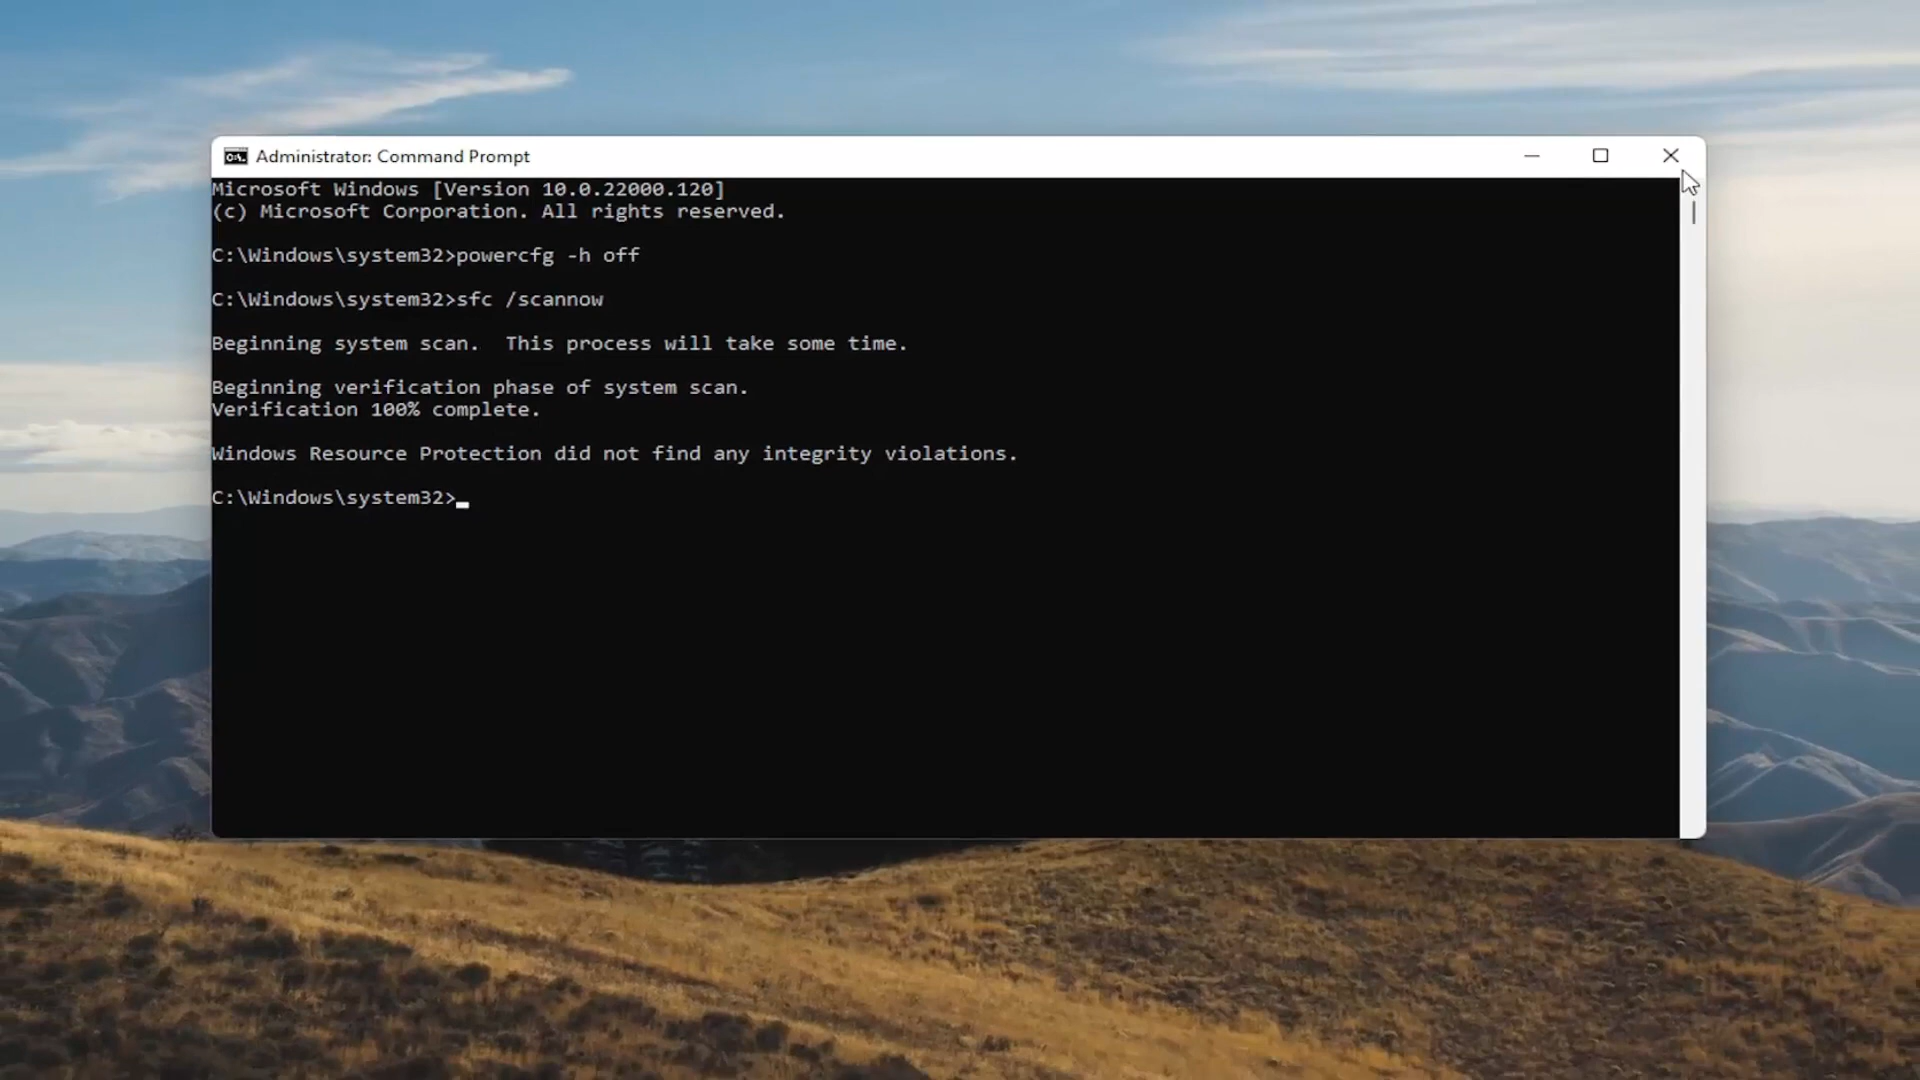 Administrator: Command Prompt
Microsoft Windows [Version 10.0.22000.120]
(c) Microsoft Corporation. All rights reserved.
C:\Windows\system32>powercfg -h off
C:\Windows\system32>sfc /scannow
Beginning system scan.  This process will take some time.
Beginning verification phase of system scan.
Verification 100% complete.
Windows Resource Protection did not find any integrity violations.
C:\Windows\system32>